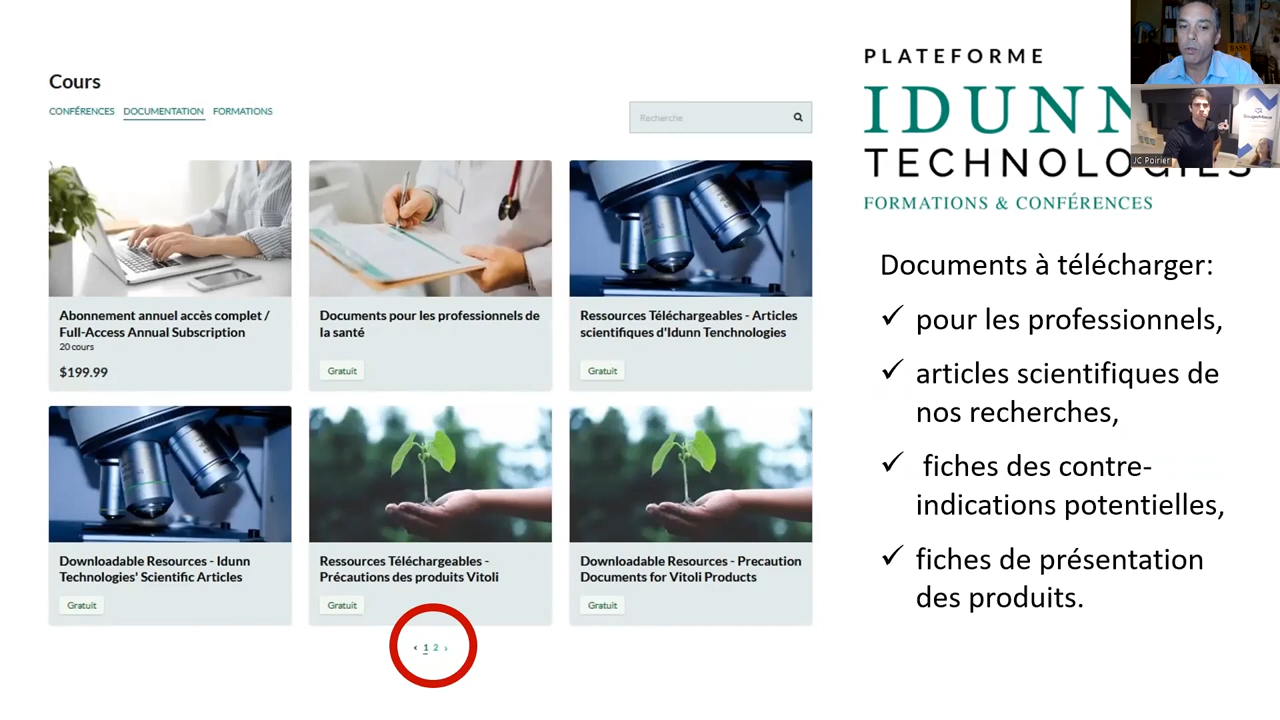 Cours
CONFÉRENCES DOCUMENTATION FORMATIONS
Recherche
Abonnement annuel accès complet /
Full-Access Annual Subscription
20 cours
$199.99
Documents pour les professionnels de
la santé
Gratuit
Ressources Téléchargeables - Articles
scientifiques d'Idunn Tenchnologies
Gratuit
Downloadable Resources - Idunn
Technologies' Scientific Articles
Gratuit
Ressources Téléchargeables -
Précautions des produits Vitoli
Gratuit
Downloadable Resources - Precaution
Documents for Vitoli Products
Gratuit
‹ 1 2 ›
PLATEFORME
IDUNN
TECHNOLOGIES
FORMATIONS & CONFÉRENCES
JC Poirier
Documents à télécharger:
✓ pour les professionnels,
✓ articles scientifiques de
nos recherches,
✓ fiches des contre-
indications potentielles,
✓ fiches de présentation
des produits.